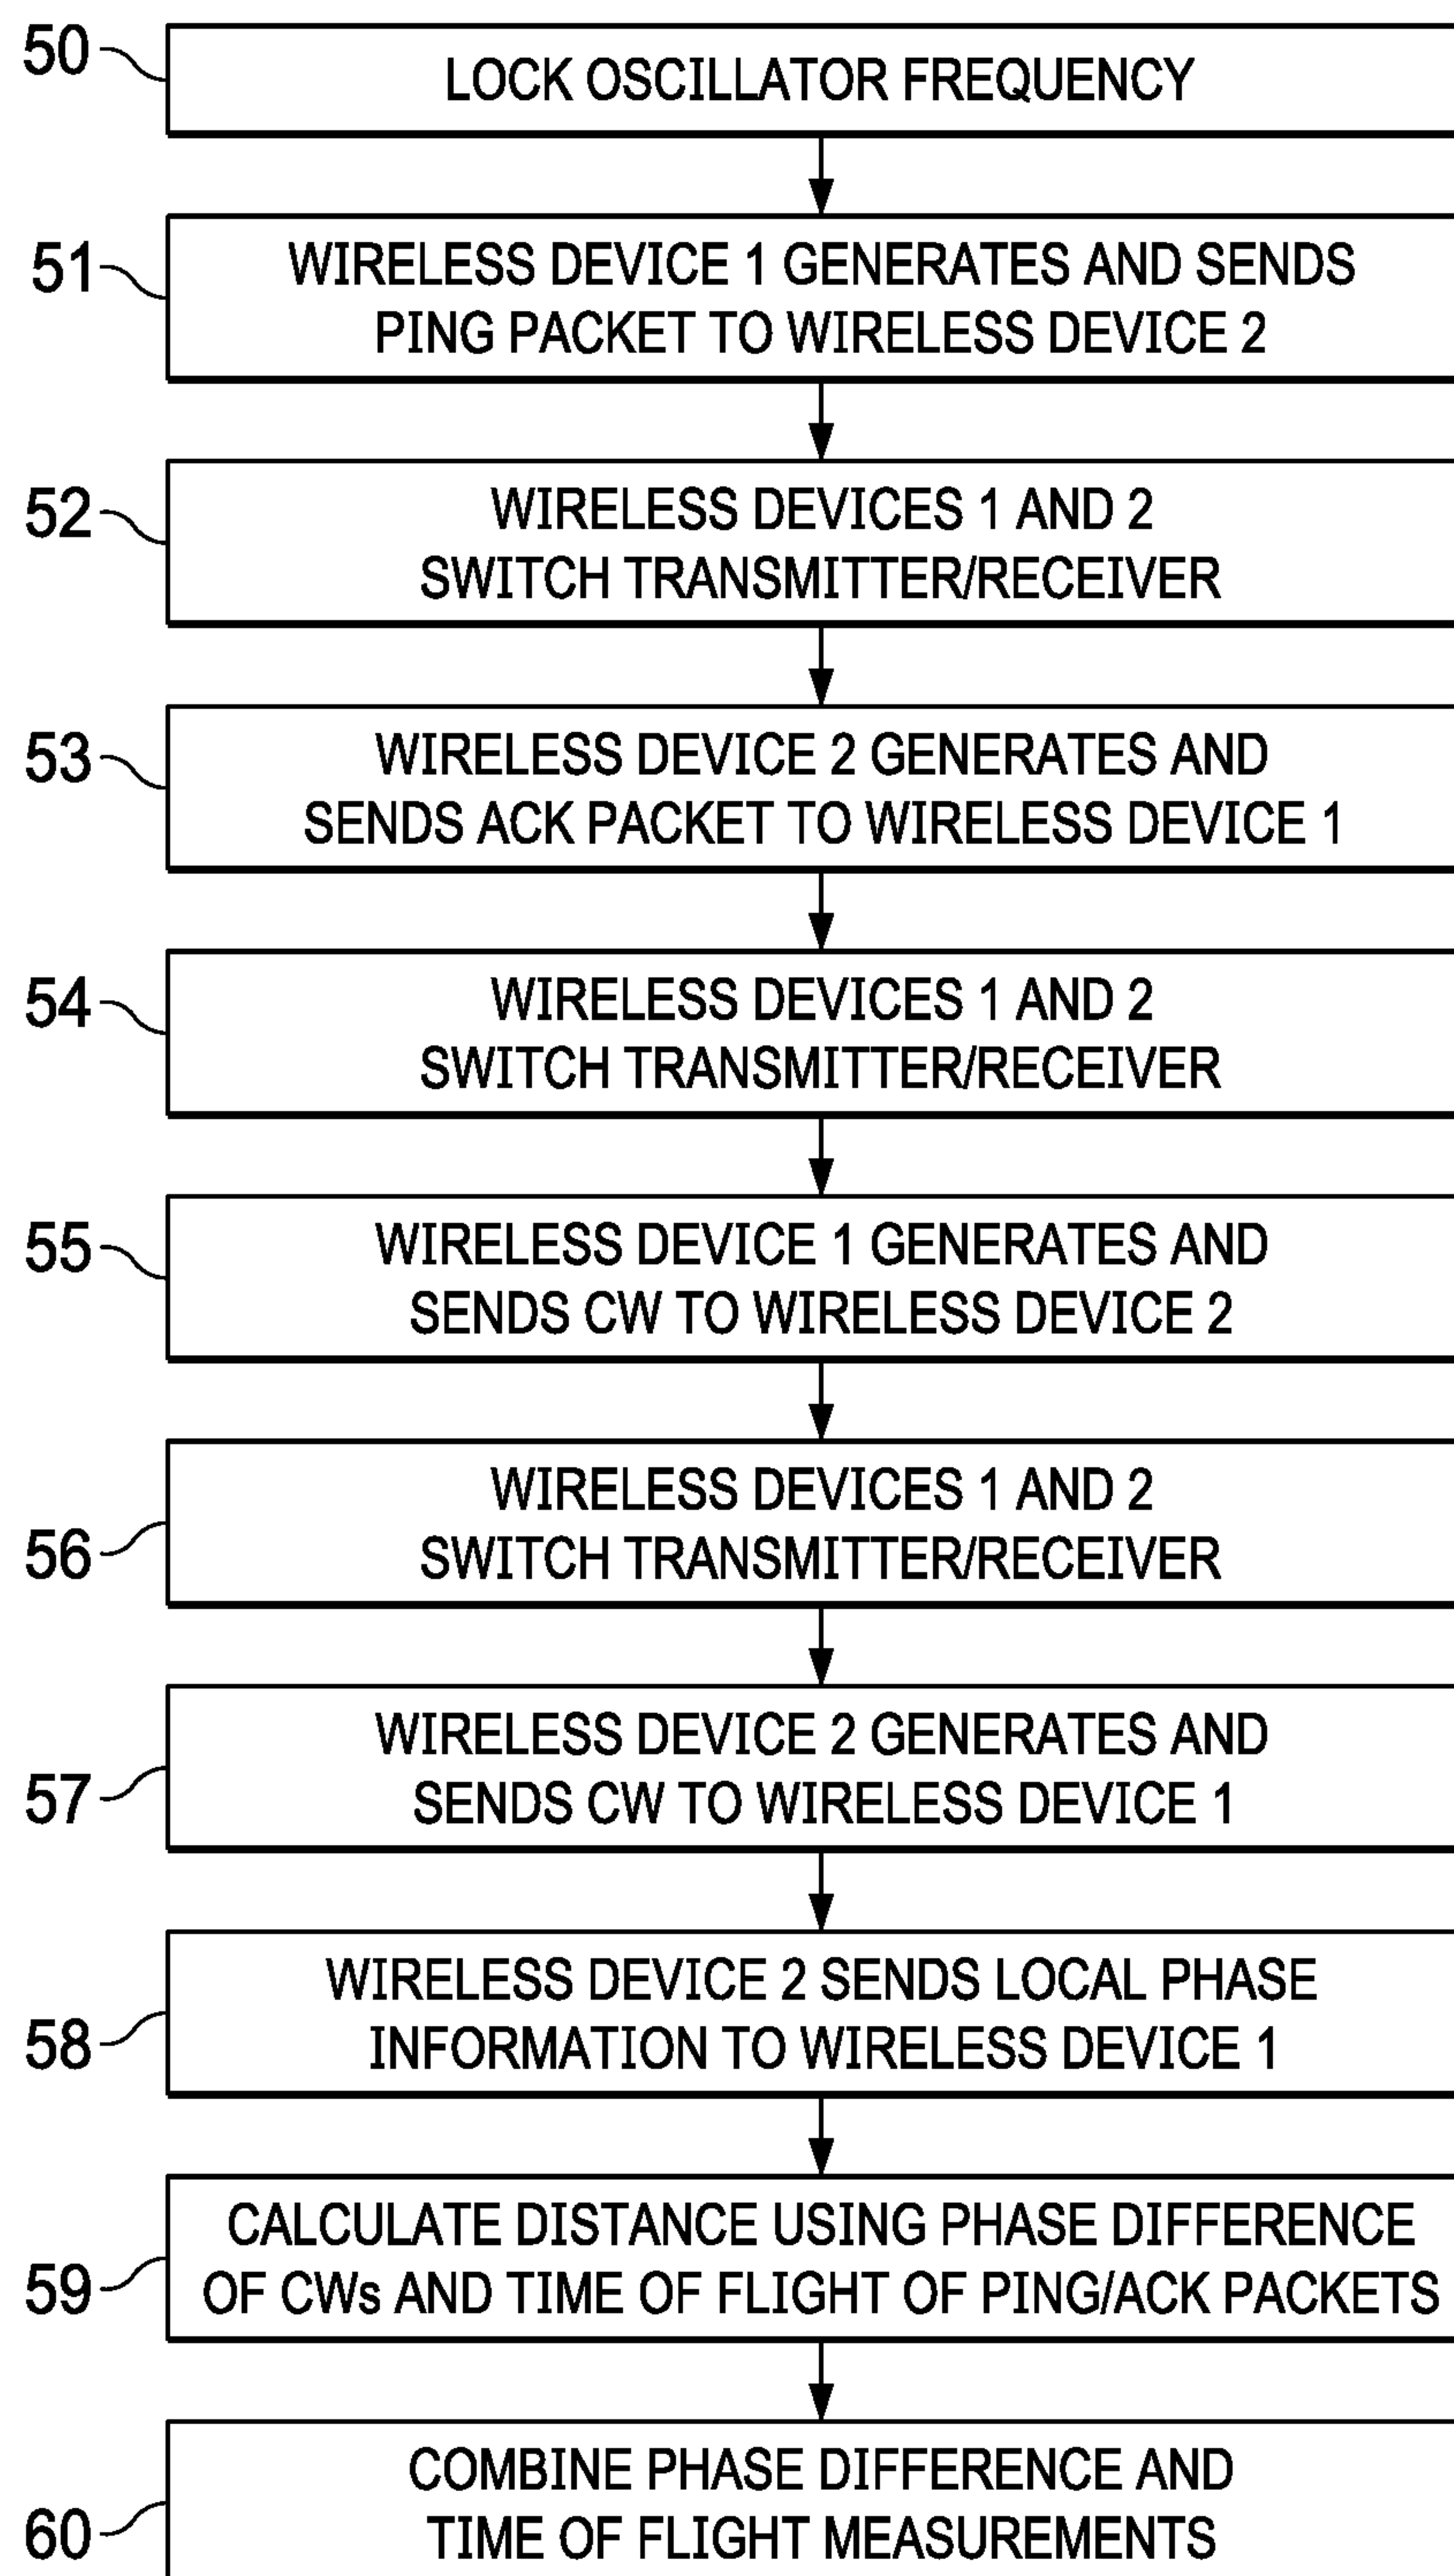 50
LOCK OSCILLATOR FREQUENCY
51
WIRELESS DEVICE 1 GENERATES AND SENDS
PING PACKET TO WIRELESS DEVICE 2
52
WIRELESS DEVICES 1 AND 2
SWITCH TRANSMITTER/RECEIVER
53
WIRELESS DEVICE 2 GENERATES AND
SENDS ACK PACKET TO WIRELESS DEVICE 1
54
WIRELESS DEVICES 1 AND 2
SWITCH TRANSMITTER/RECEIVER
55
WIRELESS DEVICE 1 GENERATES AND
SENDS CW TO WIRELESS DEVICE 2
56
WIRELESS DEVICES 1 AND 2
SWITCH TRANSMITTER/RECEIVER
57
WIRELESS DEVICE 2 GENERATES AND
SENDS CW TO WIRELESS DEVICE 1
58
WIRELESS DEVICE 2 SENDS LOCAL PHASE
INFORMATION TO WIRELESS DEVICE 1
59
CALCULATE DISTANCE USING PHASE DIFFERENCE
OF CWs AND TIME OF FLIGHT OF PING/ACK PACKETS
60
COMBINE PHASE DIFFERENCE AND
TIME OF FLIGHT MEASUREMENTS